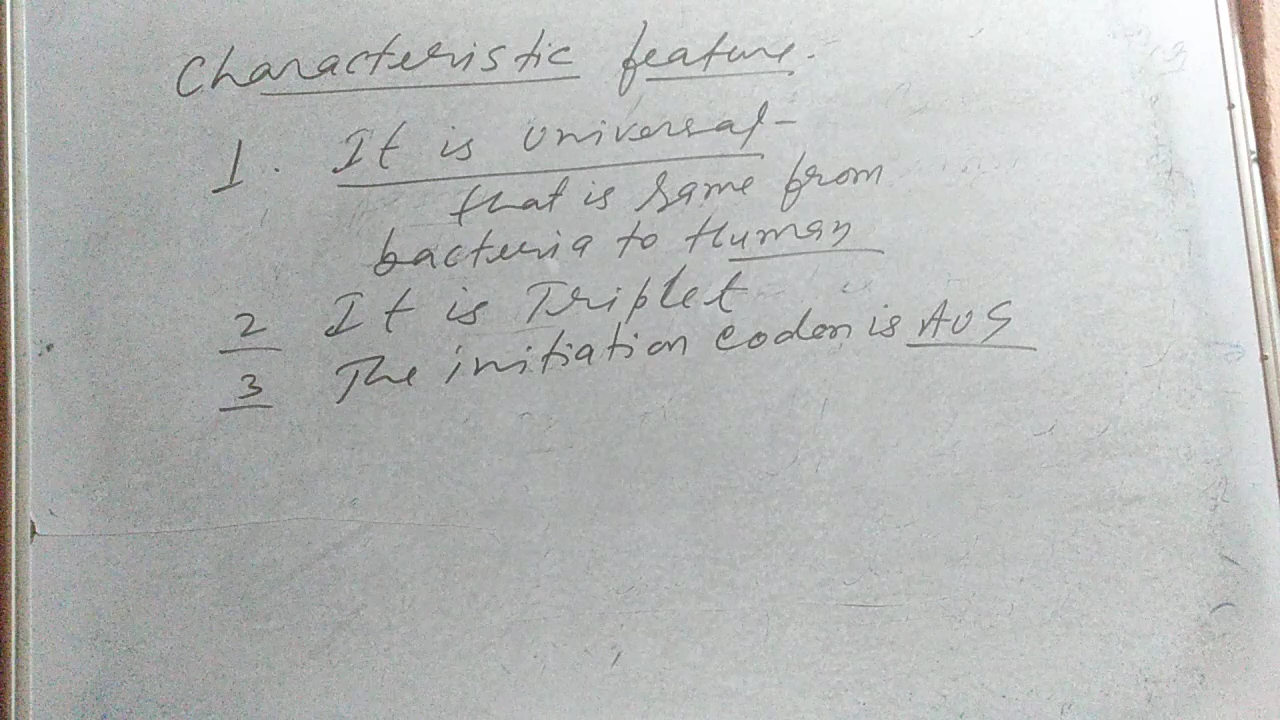 Characteristic feature.
1. It is Universal-
that is same from
bacteria to Human
2 It is Triplet
3 The initiation codon is AUG